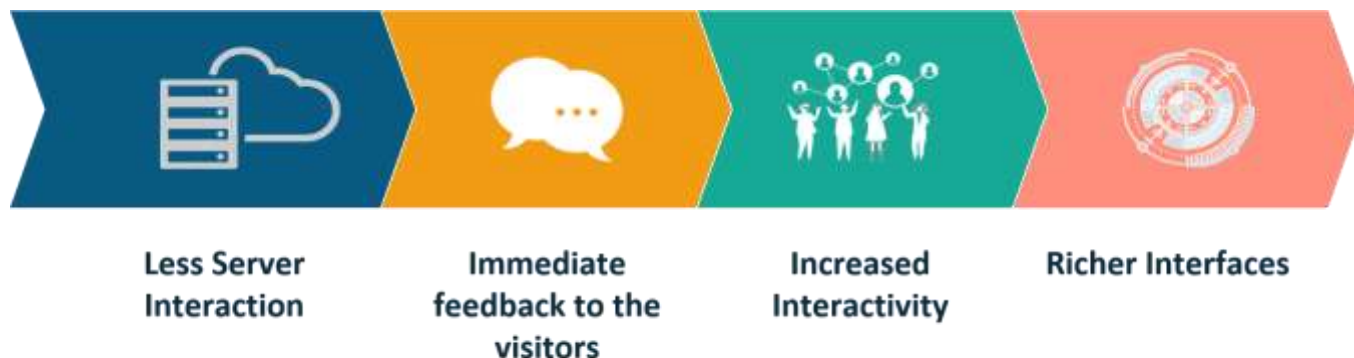 Less Server
Interaction
Immediate
feedback to the
visitors
Increased
Interactivity
Richer Interfaces